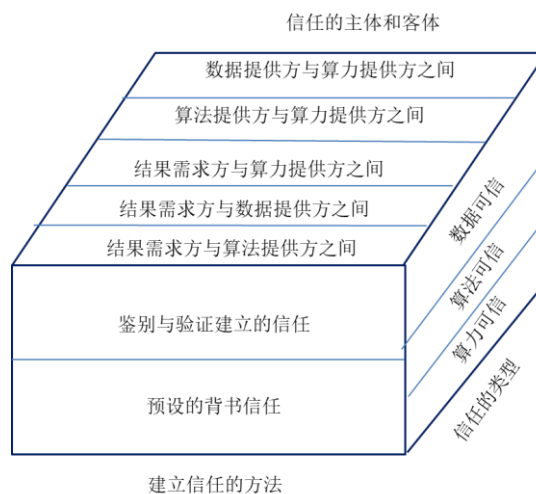 信任的主体和客体
数据提供方与算力提供方之间
算法提供方与算力提供方之间
结果需求方与算力提供方之间
结果需求方与数据提供方之间
结果需求方与算法提供方之间
鉴别与验证建立的信任
预设的背书信任
建立信任的方法
数据可信
算法可信
算力可信
信任的类型